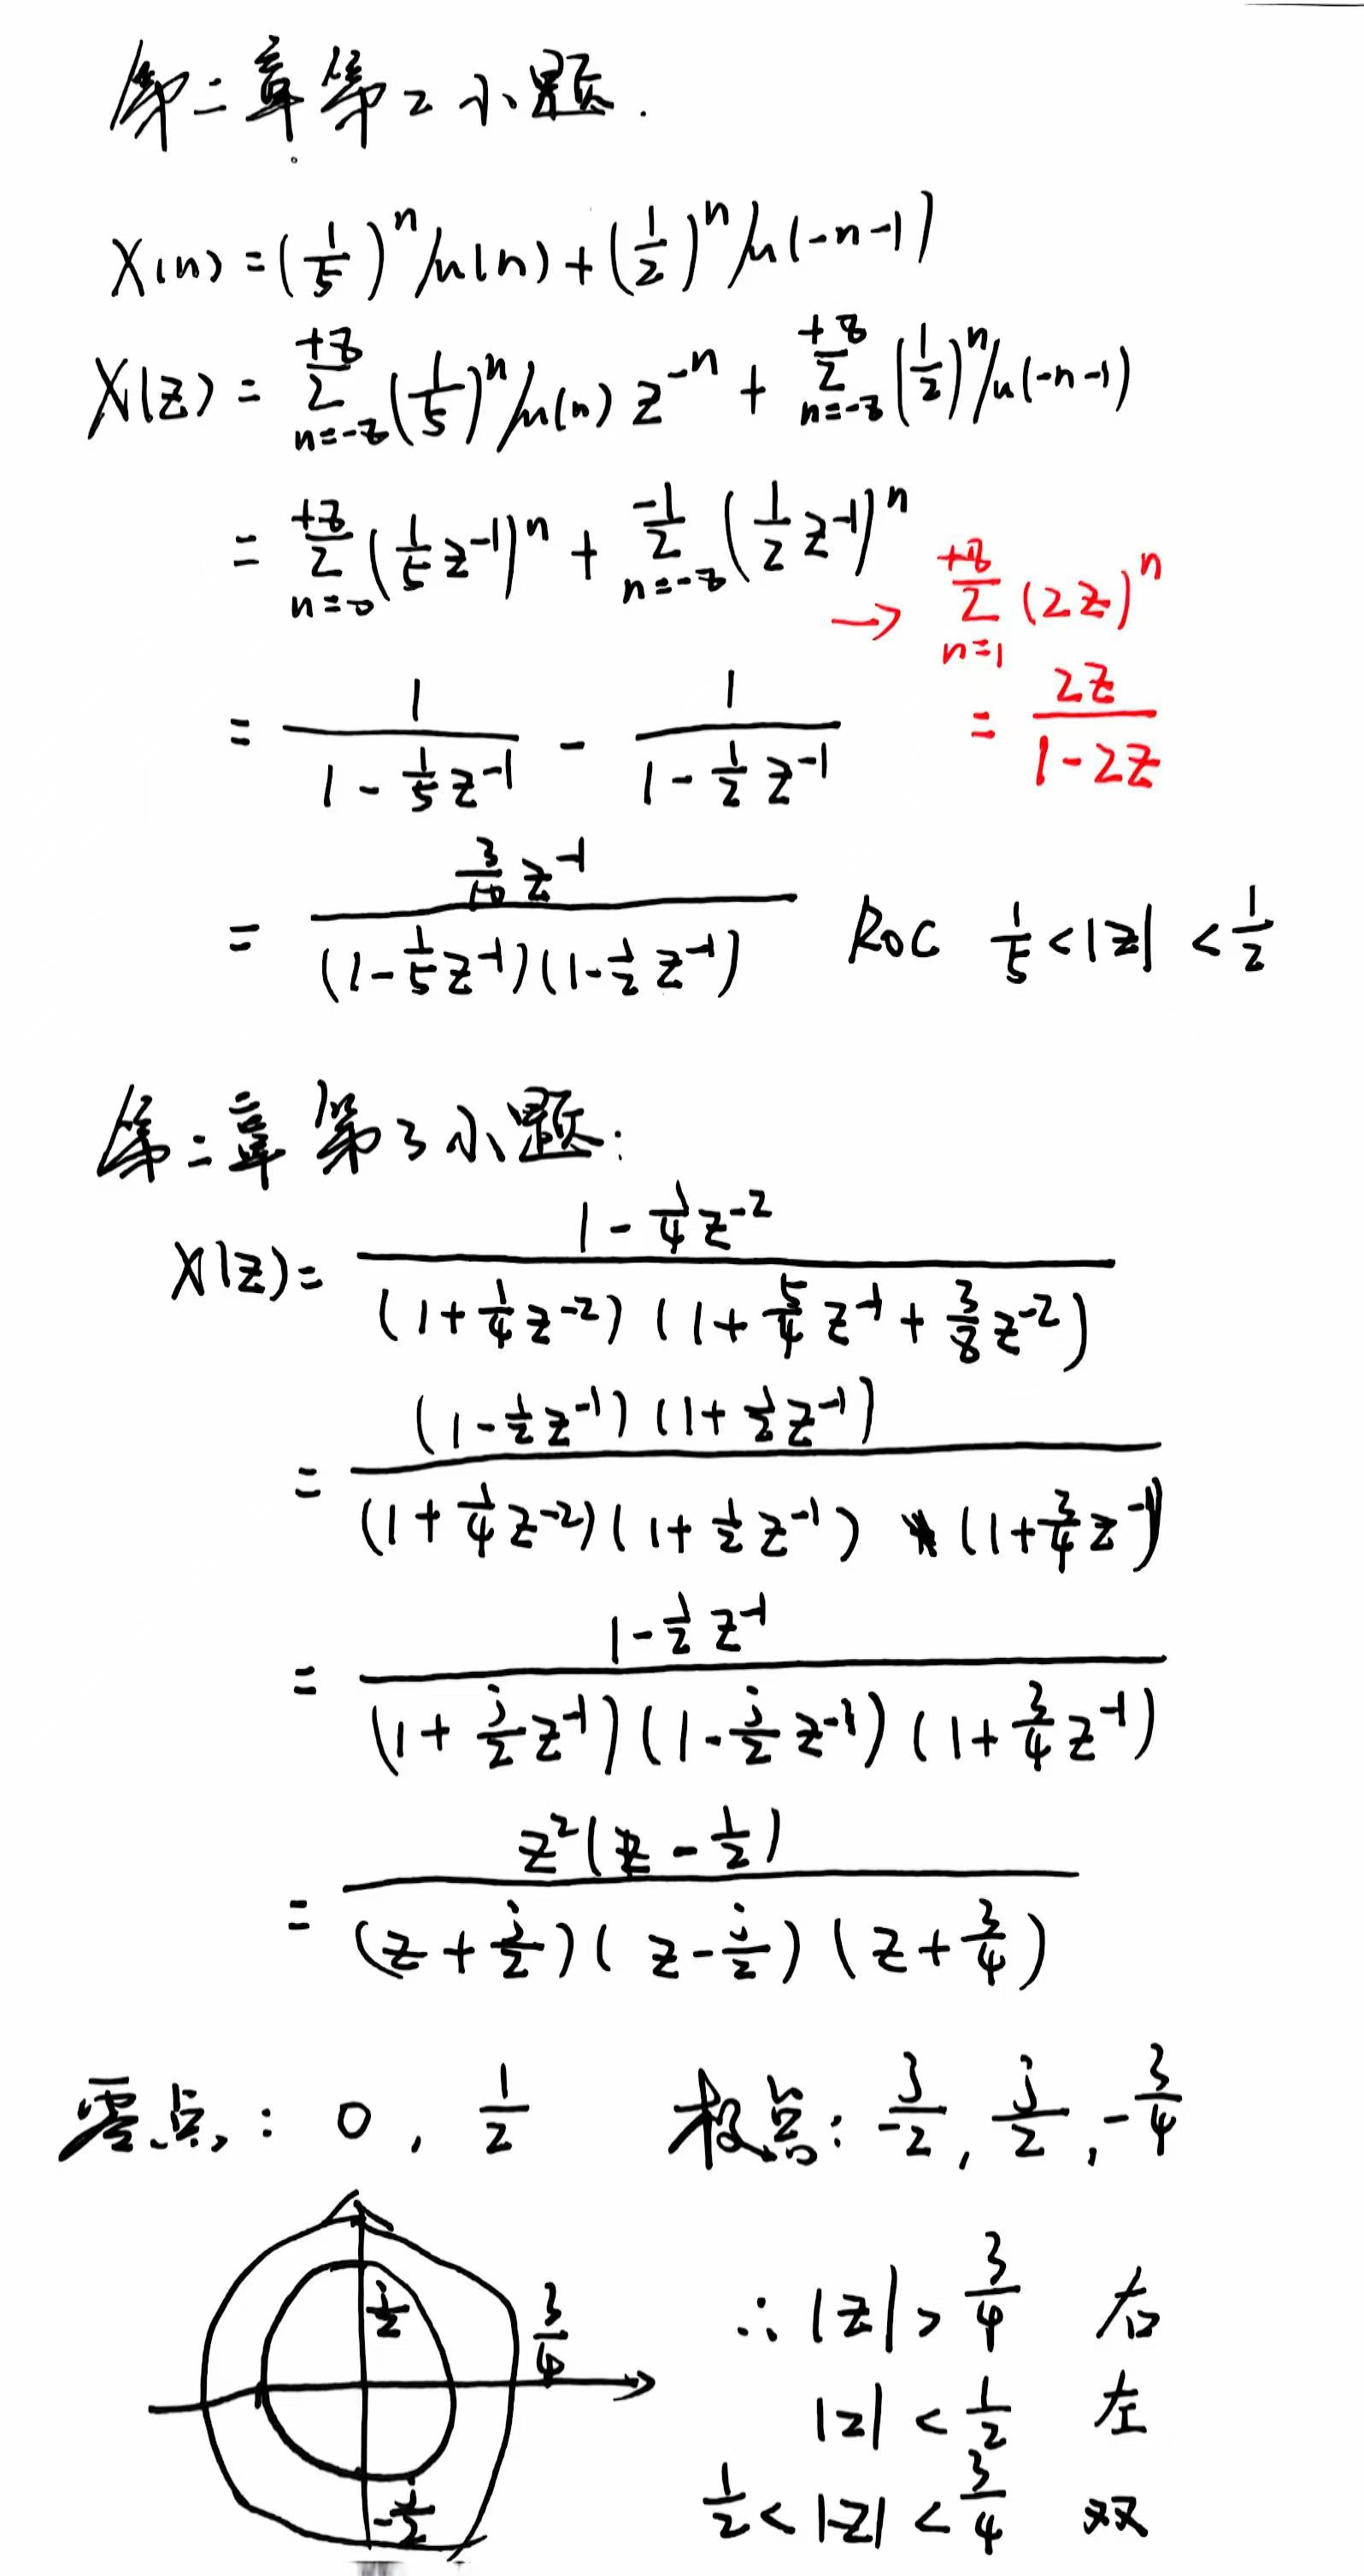 第二章第2小题.
X(n) = (1/5)^n u(n) + (1/2)^n u(-n-1)
X(z) = Σ_{n=-∞}^{+∞} (1/5)^n u(n) z^{-n} + Σ_{n=-∞}^{+∞} (1/2)^n u(-n-1)
= Σ_{n=0}^{+∞} (1/5 z^{-1})^n + Σ_{n=-∞}^{-1} (1/2 z^{-1})^n
→ Σ_{n=1}^{+∞} (2z)^n
= 1/(1 - 1/5 z^{-1}) - 1/(1 - 1/2 z^{-1})
= 2z/(1-2z)
= (3/10 z^{-1})/((1 - 1/5 z^{-1})(1 - 1/2 z^{-1})) ROC 1/5 < |z| < 1/2
第二章第3小题:
X(z) = (1 - 1/4 z^{-2})/((1 + 1/4 z^{-2})(1 + 5/4 z^{-1} + 3/8 z^{-2}))
= ((1 - 1/2 z^{-1})(1 + 1/2 z^{-1}))/((1 + 1/4 z^{-2})(1 + 1/2 z^{-1})(1 + 3/4 z^{-1}))
= (1 - 1/2 z^{-1})/((1 + j/2 z^{-1})(1 - j/2 z^{-1})(1 + 3/4 z^{-1}))
= z^2(z - 1/2)/((z + j/2)(z - j/2)(z + 3/4))
零点: 0, 1/2 极点: j/-2, j/2, -3/4
j/2
3/4
-j/2
∴ |z| > 3/4 右
|z| < 1/2 左
1/2 < |z| < 3/4 双